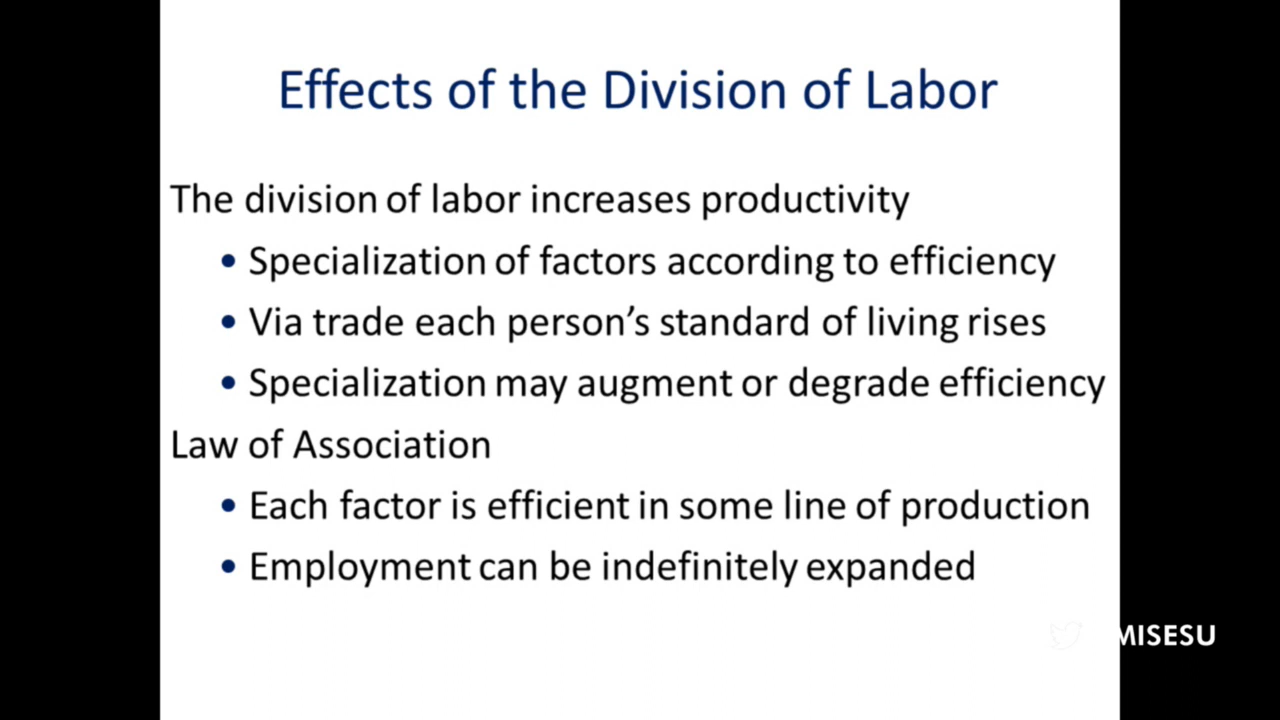 Effects of the Division of Labor
The division of labor increases productivity
• Specialization of factors according to efficiency
• Via trade each person’s standard of living rises
• Specialization may augment or degrade efficiency
Law of Association
• Each factor is efficient in some line of production
• Employment can be indefinitely expanded
MISESU